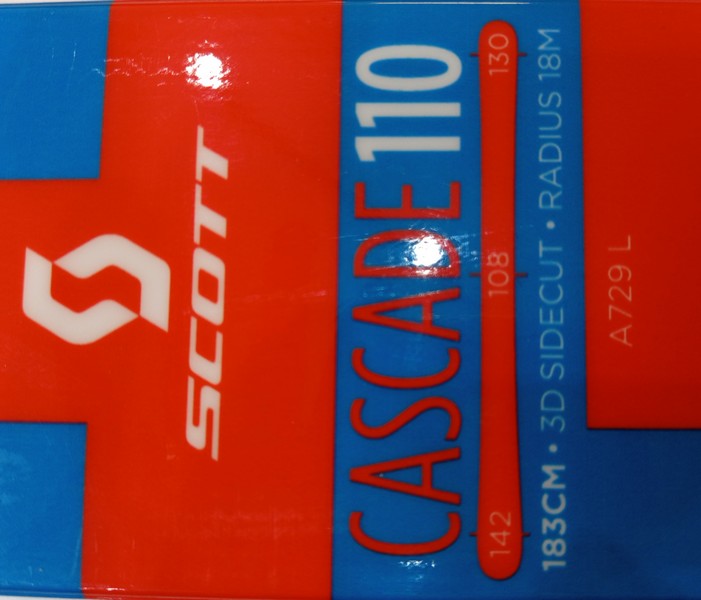 SCOTT
CASCADE 110
142 108 130
183CM • 3D SIDECUT • RADIUS 18M
A729 L